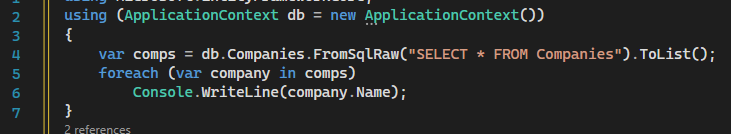 2 using (ApplicationContext db = new ApplicationContext())
3 {
4 var comps = db.Companies.FromSqlRaw("SELECT * FROM Companies").ToList();
5 foreach (var company in comps)
6 Console.WriteLine(company.Name);
7 }
2 references